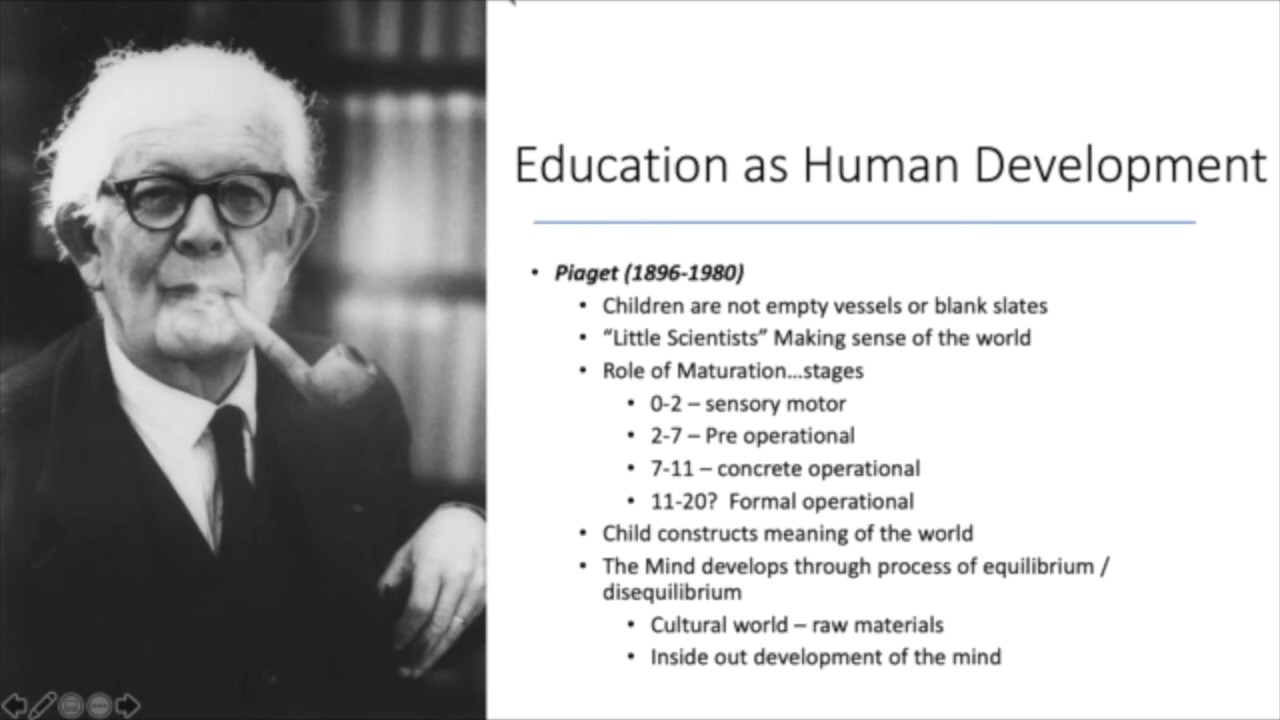 Education as Human Development
• Piaget (1896-1980)
• Children are not empty vessels or blank slates
• “Little Scientists” Making sense of the world
• Role of Maturation...stages
• 0-2 – sensory motor
• 2-7 – Pre operational
• 7-11 – concrete operational
• 11-20?  Formal operational
• Child constructs meaning of the world
• The Mind develops through process of equilibrium /
disequilibrium
• Cultural world – raw materials
• Inside out development of the mind